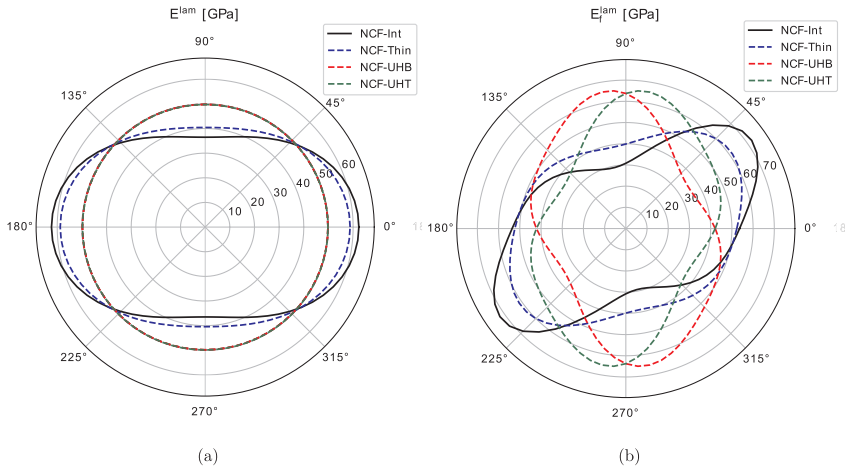 E^lam [GPa]
NCF-Int
NCF-Thin
NCF-UHB
NCF-UHT
90°
135°
45°
180°
0°
225°
315°
270°
10
20
30
40
50
60
(a)
E_f^lam [GPa]
NCF-Int
NCF-Thin
NCF-UHB
NCF-UHT
90°
135°
45°
180°
0°
225°
315°
270°
10
20
30
40
50
60
70
(b)